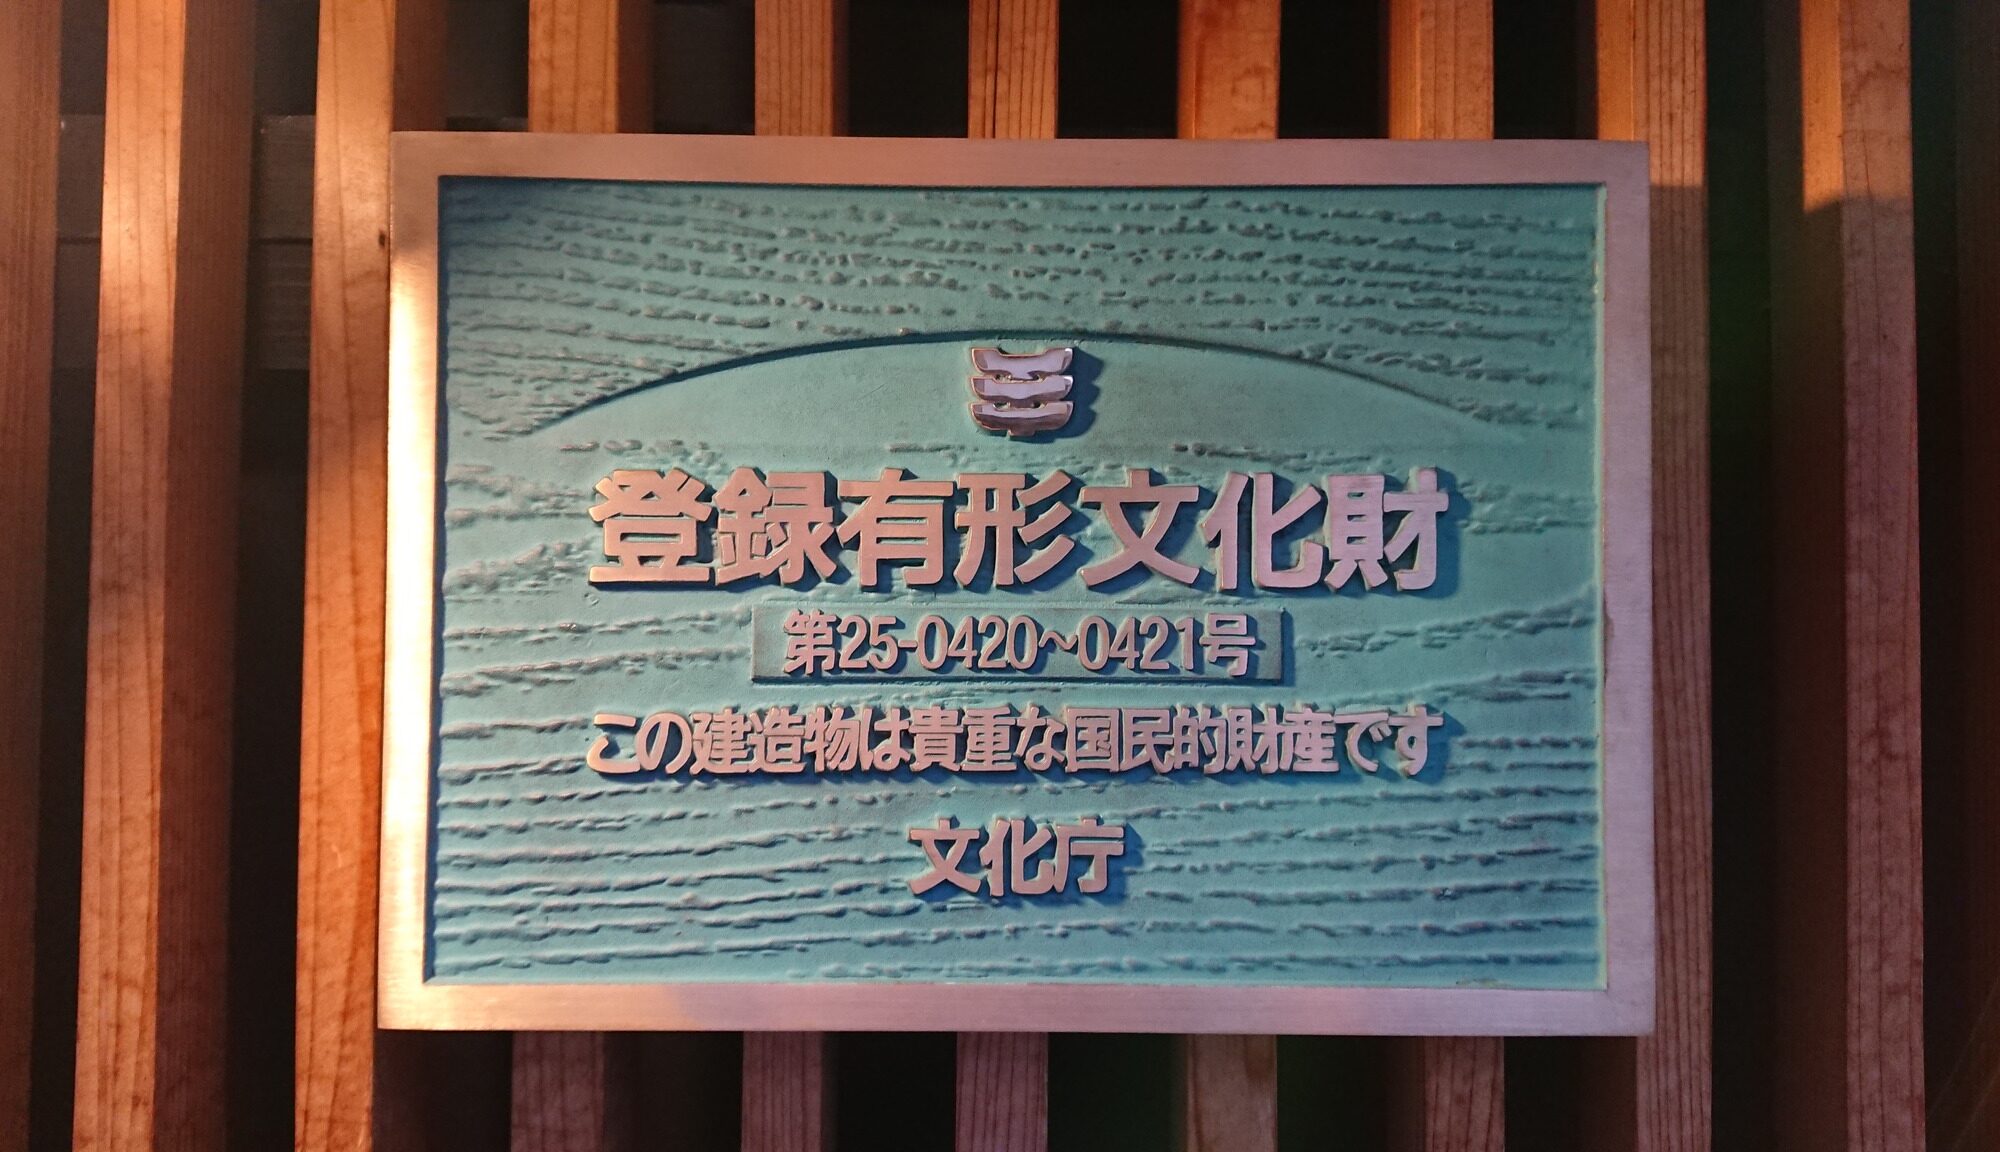 登録有形文化財
第25-0420～0421号
この建造物は貴重な国民的財産です
文化庁